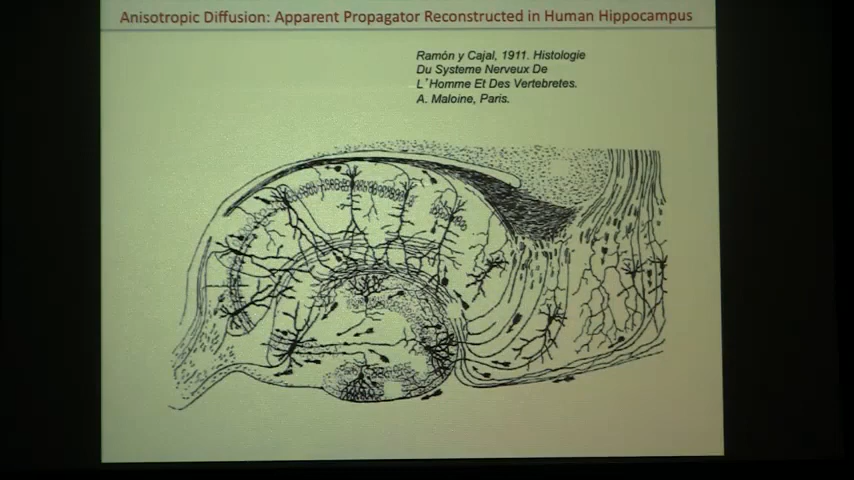 Anisotropic Diffusion: Apparent Propagator Reconstructed in Human Hippocampus
Ramón y Cajal, 1911. Histologie
Du Systeme Nerveux De
L'Homme Et Des Vertebretes.
A. Maloine, Paris.